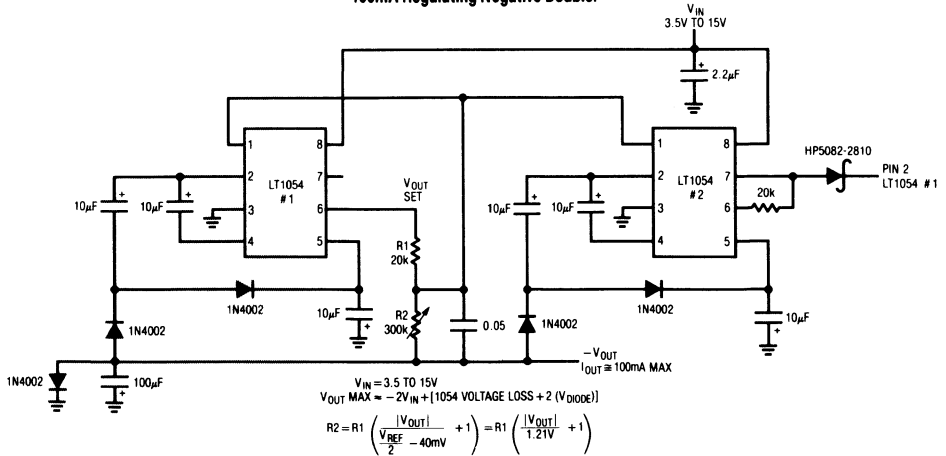 100mA Regulating Negative Doubler
VIN
3.5V TO 15V
+
2.2µF
1
8
2
7
3
6
4
5
LT1054
#1
10µF
+
10µF
+
VOUT
SET
R1
20k
R2
300k
10µF
+
0.05
1N4002
1N4002
1N4002
100µF
+
1
8
2
7
3
6
4
5
LT1054
#2
10µF
+
10µF
+
20k
HP5082-2810
PIN 2
LT1054 #1
1N4002
1N4002
10µF
+
–VOUT
IOUT ≅ 100mA MAX
VIN = 3.5 TO 15V
VOUT MAX ≈ –2VIN + [1054 VOLTAGE LOSS + 2 (VDIODE)]
R2 = R1 ( |VOUT| / (VREF / 2 – 40mV) + 1 ) = R1 ( |VOUT| / 1.21V + 1 )